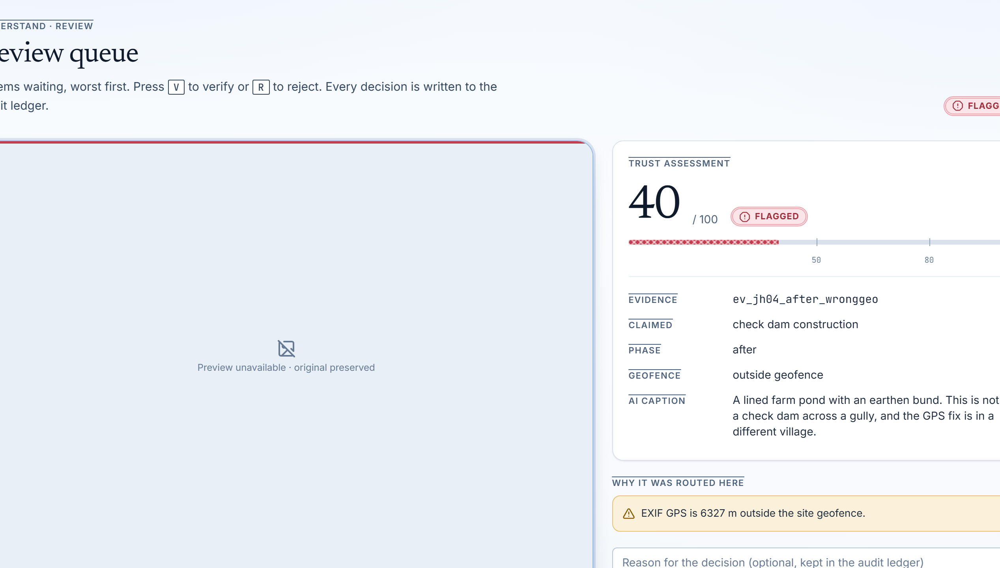 ERSTAND · REVIEW
eview queue
ems waiting, worst first. Press V to verify or R to reject. Every decision is written to the
it ledger.
FLAGG
TRUST ASSESSMENT
40 / 100 FLAGGED
50 80
EVIDENCE ev_jh04_after_wronggeo
CLAIMED check dam construction
PHASE after
GEOFENCE outside geofence
AI CAPTION A lined farm pond with an earthen bund. This is not
a check dam across a gully, and the GPS fix is in a
different village.
Preview unavailable · original preserved
WHY IT WAS ROUTED HERE
EXIF GPS is 6327 m outside the site geofence.
Reason for the decision (optional, kept in the audit ledger)